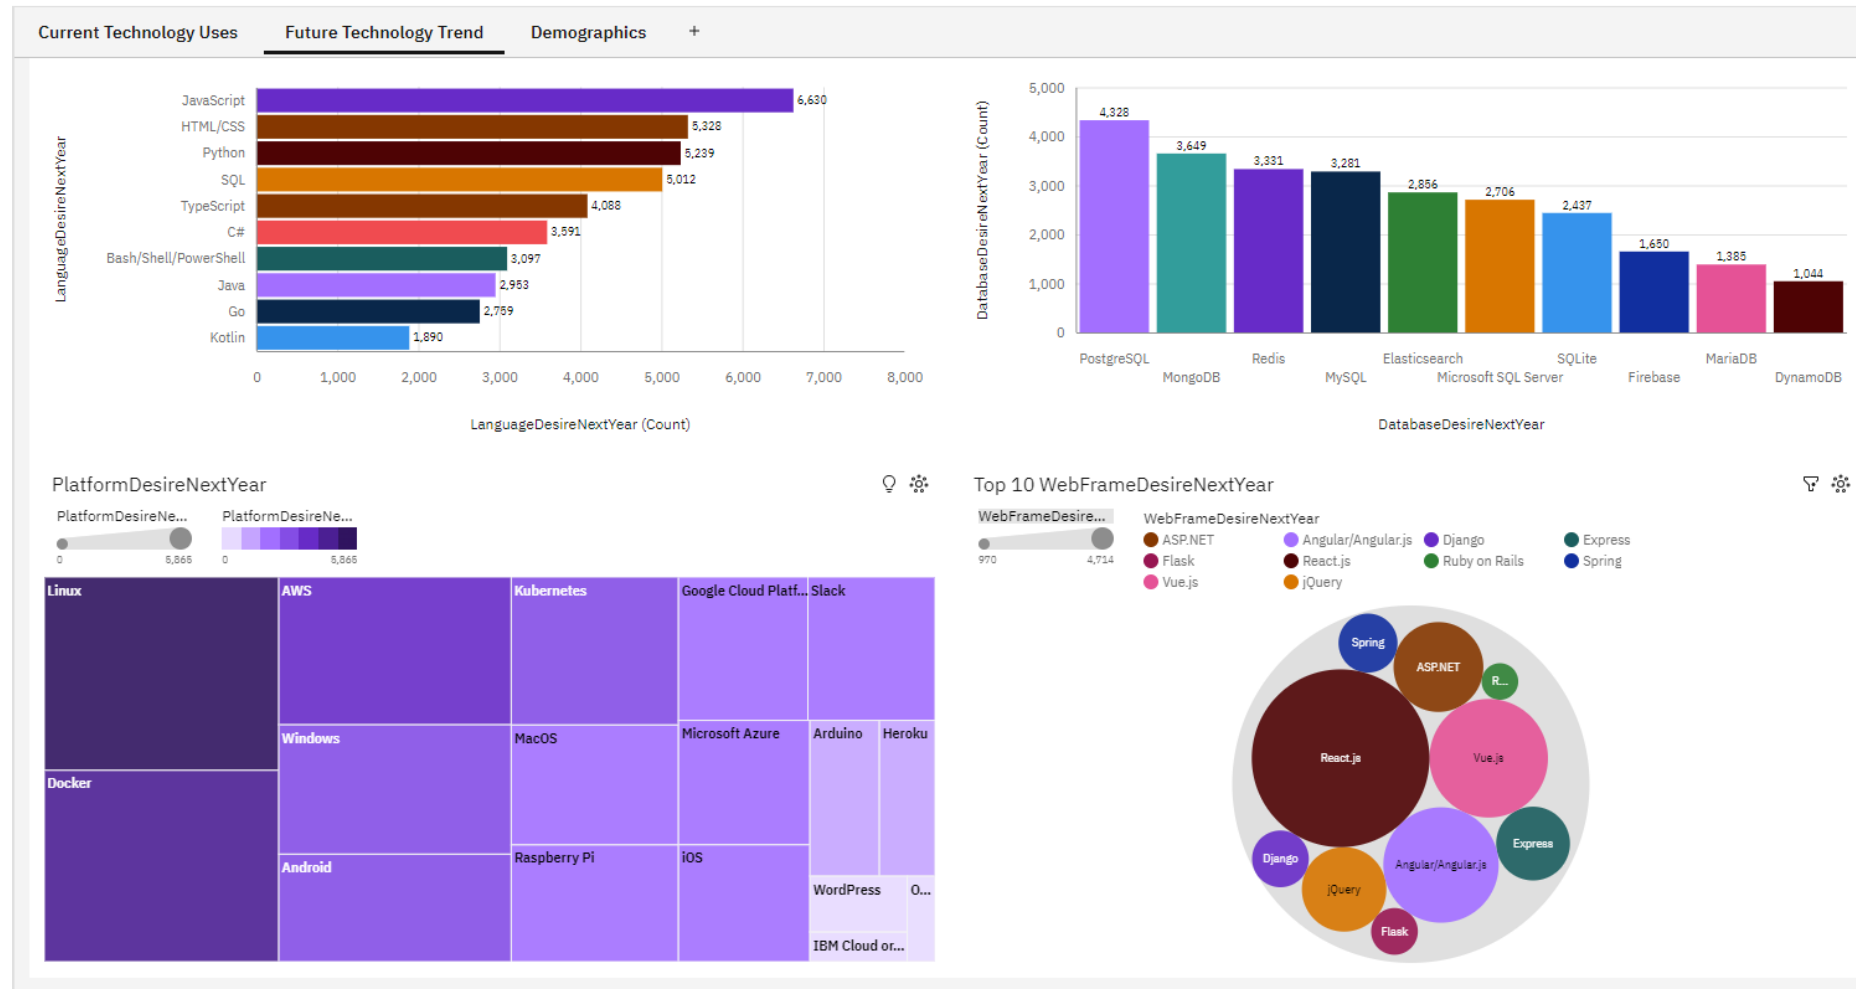 Current Technology Uses
Future Technology Trend
Demographics
+
LanguageDesireNextYear
JavaScript 6,630
HTML/CSS 5,328
Python 5,239
SQL 5,012
TypeScript 4,088
C# 3,591
Bash/Shell/PowerShell 3,097
Java 2,953
Go 2,759
Kotlin 1,890
0 1,000 2,000 3,000 4,000 5,000 6,000 7,000 8,000
LanguageDesireNextYear (Count)
DatabaseDesireNextYear (Count)
5,000
4,000
3,000
2,000
1,000
0
4,328
3,649
3,331
3,281
2,856
2,706
2,437
1,650
1,385
1,044
PostgreSQL
MongoDB
Redis
MySQL
Elasticsearch
Microsoft SQL Server
SQLite
Firebase
MariaDB
DynamoDB
DatabaseDesireNextYear
PlatformDesireNextYear
PlatformDesireNe...
0 5,865
PlatformDesireNe...
0 5,865
Linux
Docker
AWS
Windows
Android
Kubernetes
MacOS
Raspberry Pi
Google Cloud Platf...
Slack
Microsoft Azure
iOS
Arduino
Heroku
WordPress
O...
IBM Cloud or...
Top 10 WebFrameDesireNextYear
WebFrameDesire...
970 4,714
WebFrameDesireNextYear
ASP.NET Angular/Angular.js Django Express
Flask React.js Ruby on Rails Spring
Vue.js jQuery
Spring
ASP.NET
R...
React.js
Vue.js
Express
Django
Angular/Angular.js
jQuery
Flask